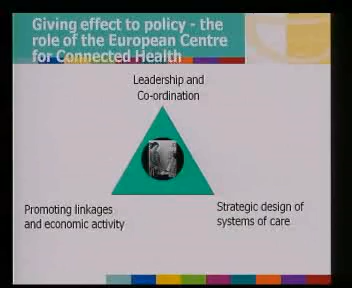 Giving effect to policy - the
role of the European Centre
for Connected Health
Leadership and
Co-ordination
Promoting linkages
and economic activity
Strategic design of
systems of care